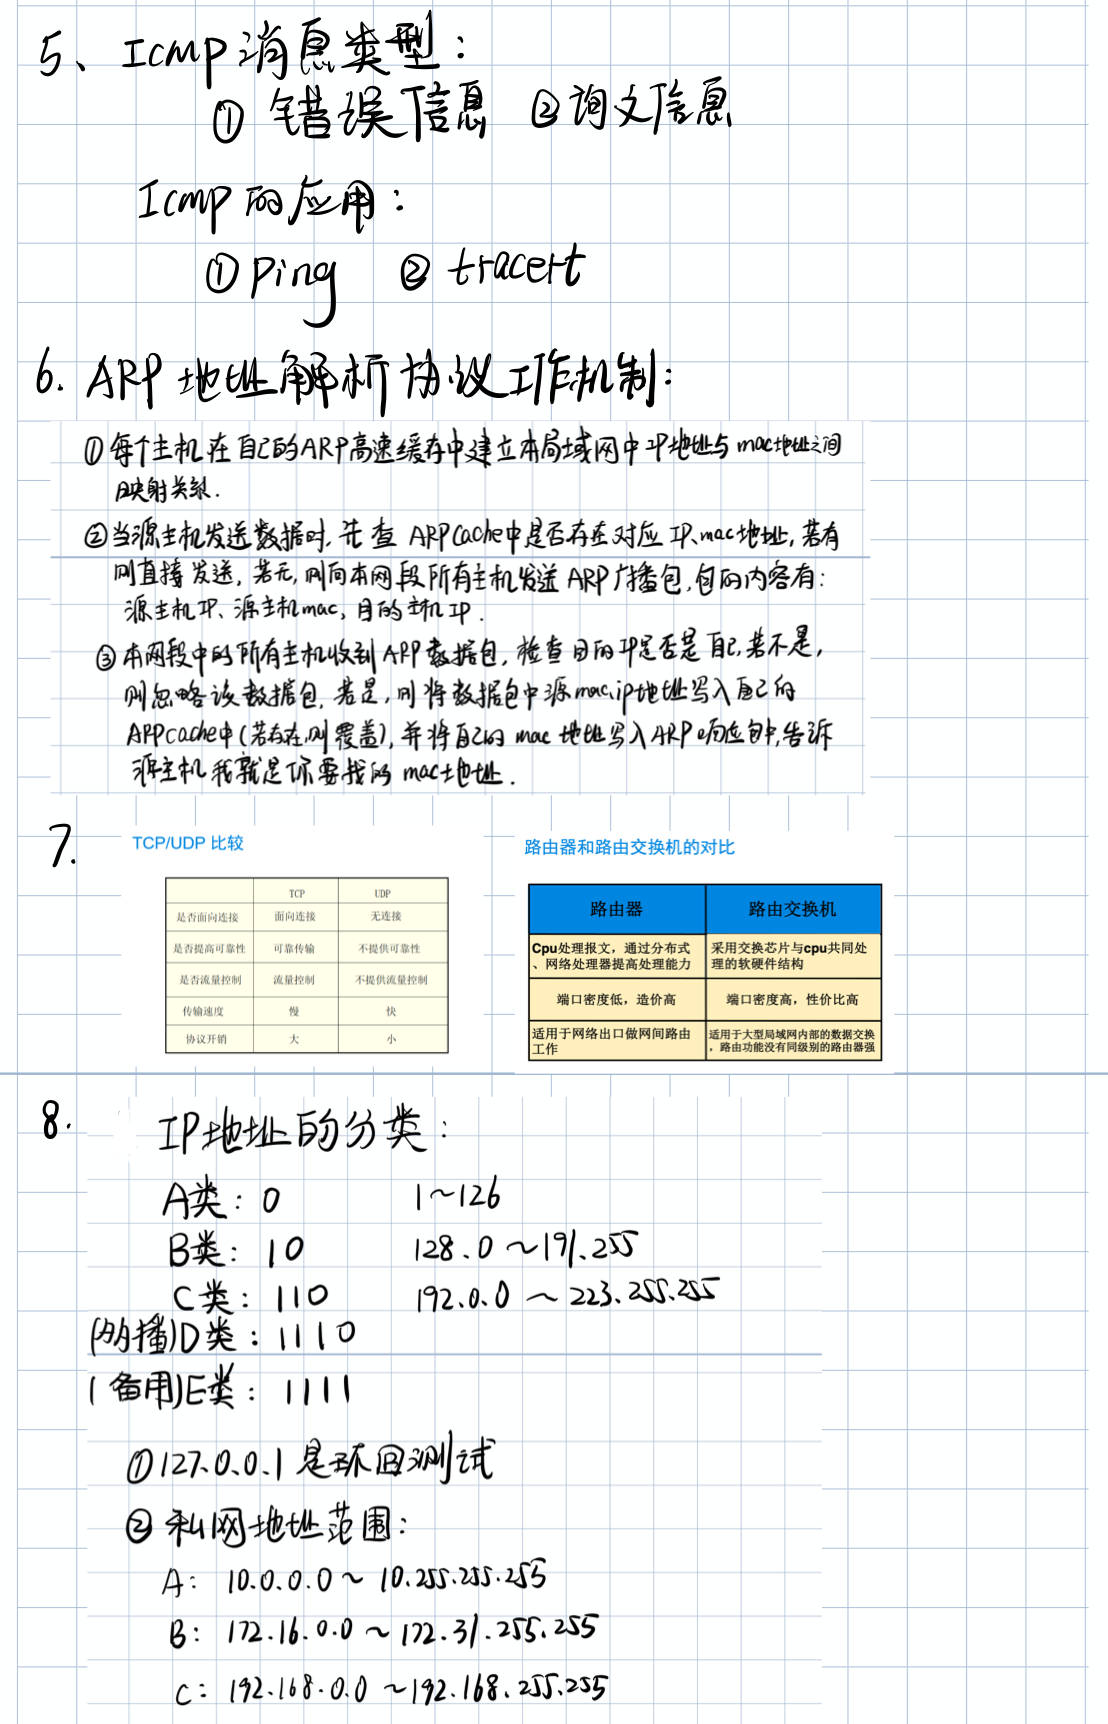 5、Icmp消息类型：
① 错误信息 ② 询文信息
Icmp的应用：
① Ping ② tracert
6. ARP 地址解析协议工作机制：
① 每个主机在自己的ARP高速缓存中建立本局域网中IP地址与mac地址之间
映射关系.
② 当源主机发送数据时, 先查 ARPCache中是否存在对应 IP、mac地址, 若有
则直接发送, 若无, 则向本网段所有主机发送 ARP广播包, 包的内容有：
源主机IP、源主机mac, 目的主机IP.
③ 本网段中的所有主机收到ARP数据包, 检查目的IP是否是自己, 若不是,
则忽略该数据包, 若是, 则将数据包中源mac、ip地址写入自己的
ARPcache中(若存在,则覆盖), 并将自己的 mac 地址写入ARP响应包中, 告诉
源主机我就是你要找的 mac地址.
7.
TCP/UDP 比较
TCP UDP
是否面向连接 面向连接 无连接
是否提高可靠性 可靠传输 不提供可靠性
是否流量控制 流量控制 不提供流量控制
传输速度 慢 快
协议开销 大 小
路由器和路由交换机的对比
路由器 路由交换机
Cpu处理报文，通过分布式
、网络处理器提高处理能力
采用交换芯片与cpu共同处
理的软硬件结构
端口密度低，造价高 端口密度高，性价比高
适用于网络出口做网间路由
工作
适用于大型局域网内部的数据交换
，路由功能没有同级别的路由器强
8.
IP地址的分类：
A类：0 1～126
B类：10 128.0～191.255
C类：110 192.0.0～223.255.255
(多播)D类：1110
(备用)E类：1111
① 127.0.0.1 是环回测试
② 私网地址范围：
A: 10.0.0.0～10.255.255.255
B: 172.16.0.0～172.31.255.255
C: 192.168.0.0～192.168.255.255